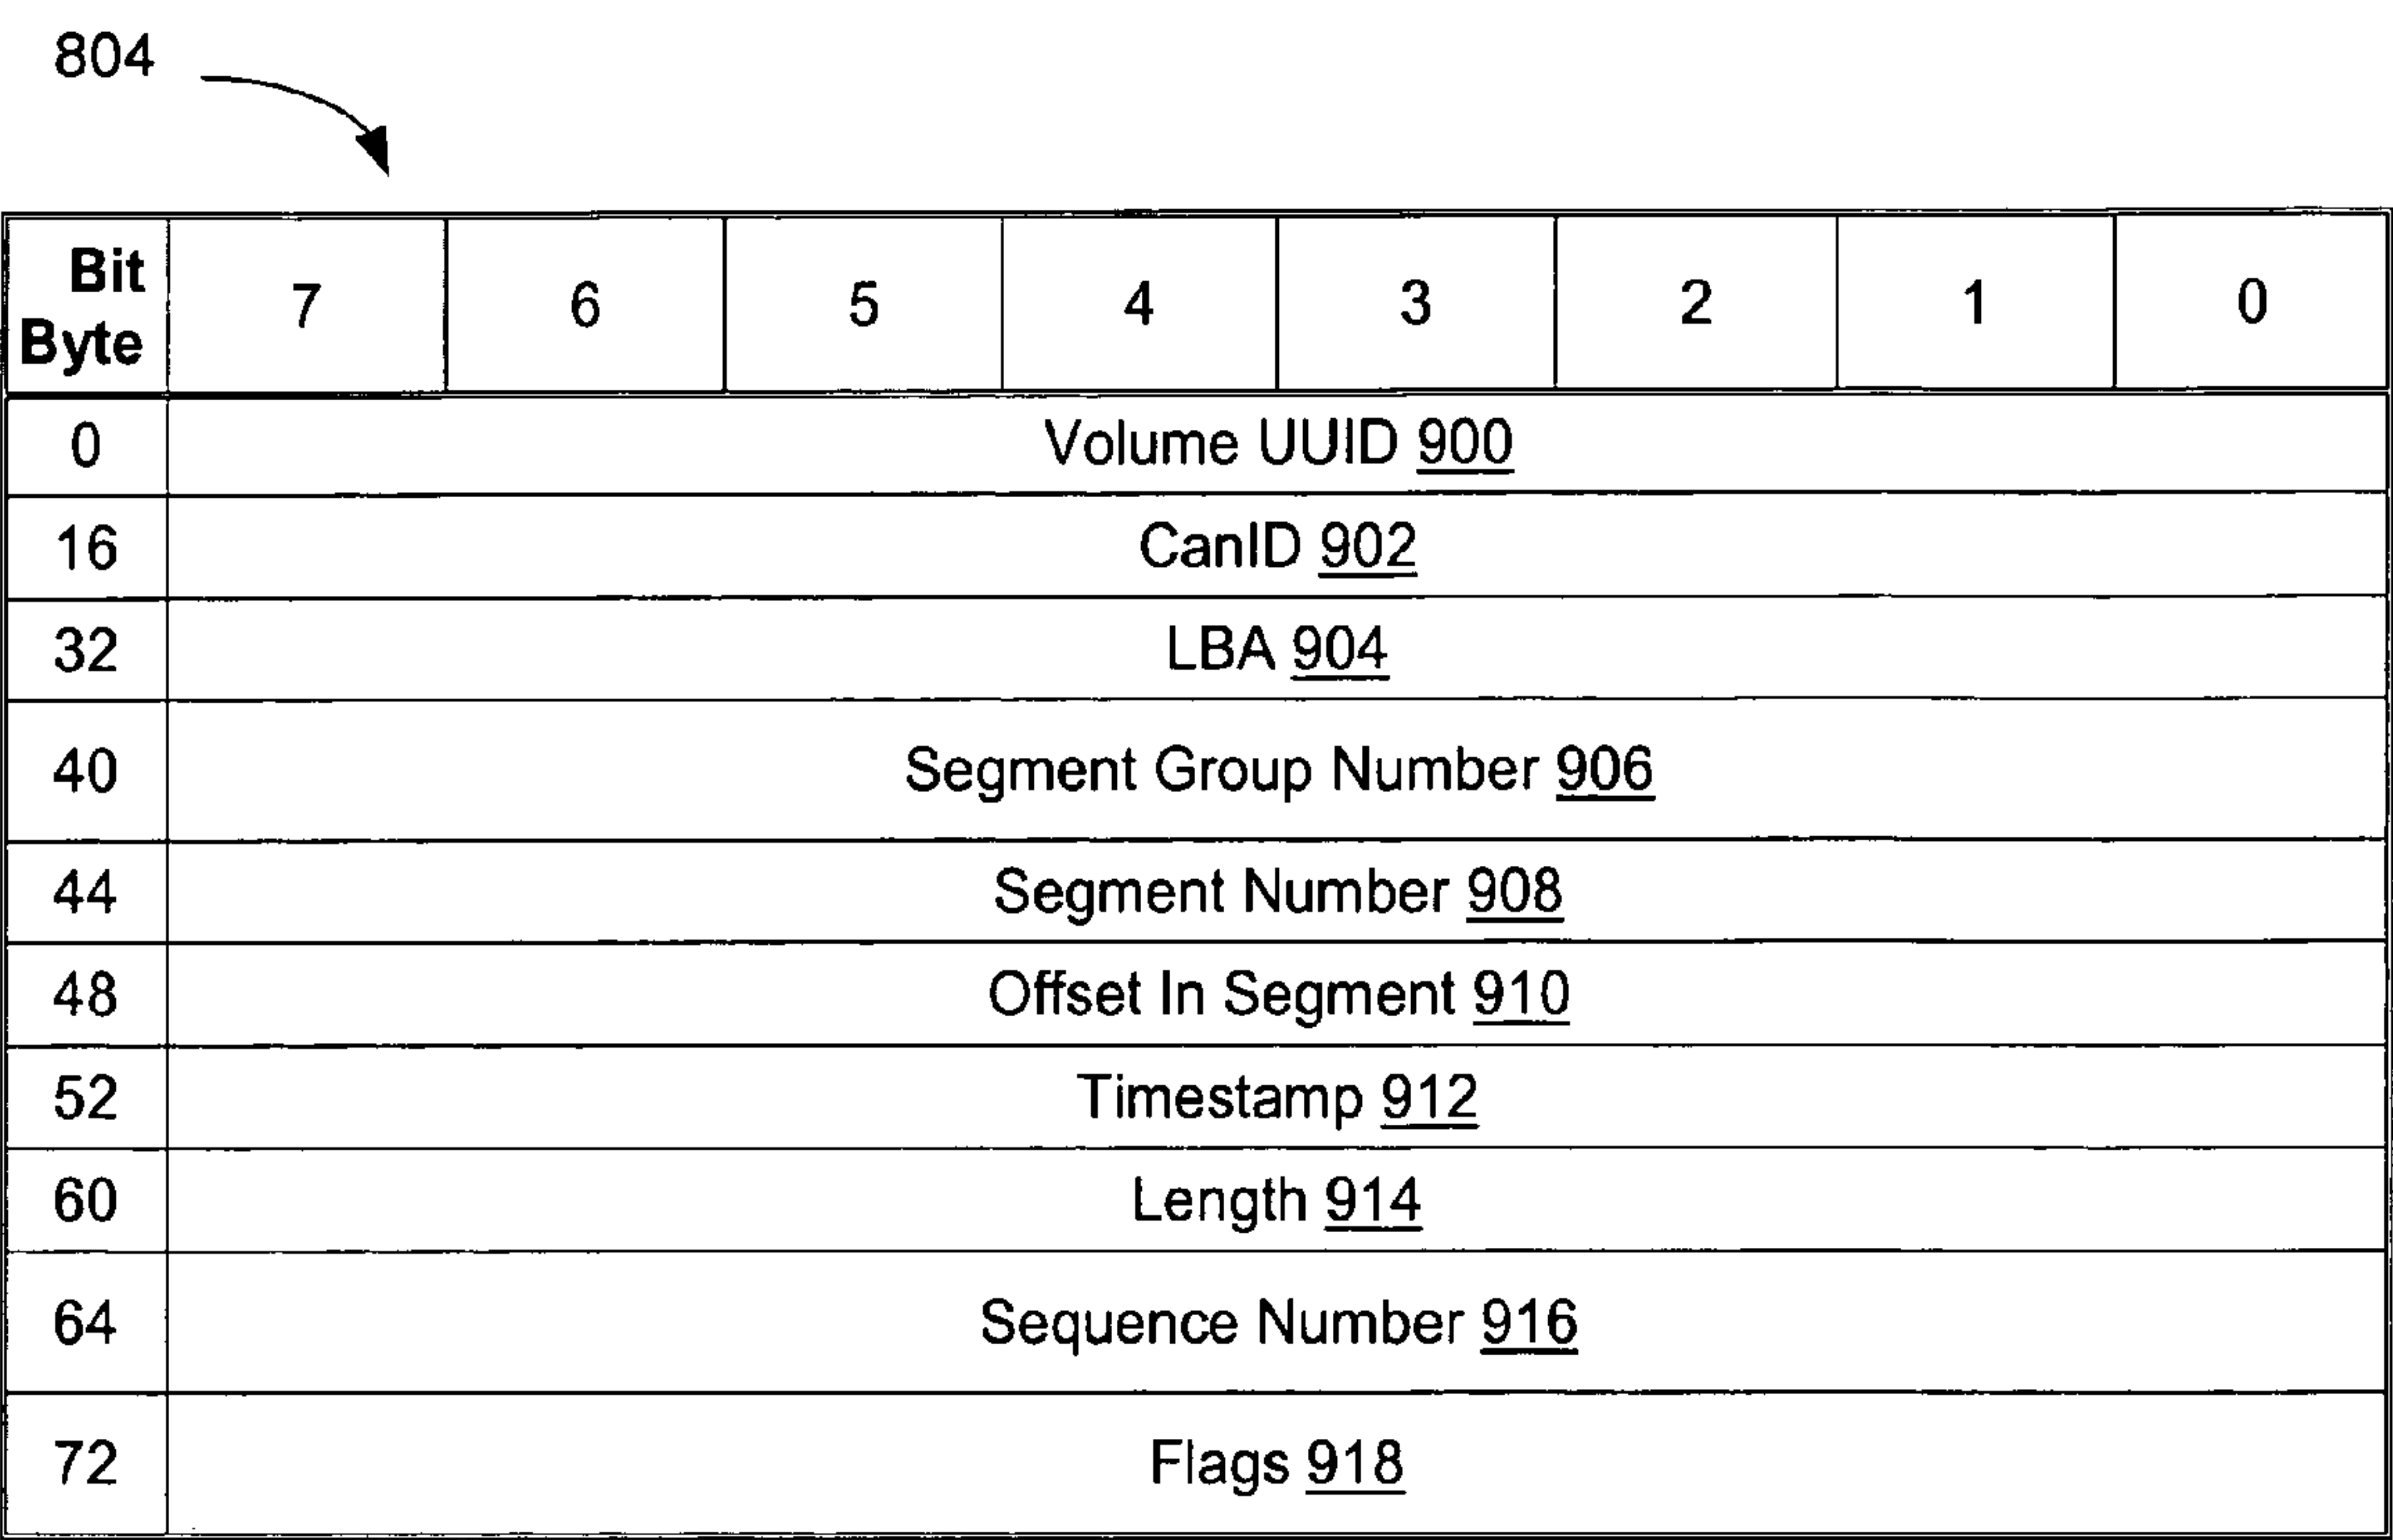 804
Bit
Byte 7 6 5 4 3 2 1 0
0 Volume UUID 900
16 CanID 902
32 LBA 904
40 Segment Group Number 906
44 Segment Number 908
48 Offset In Segment 910
52 Timestamp 912
60 Length 914
64 Sequence Number 916
72 Flags 918